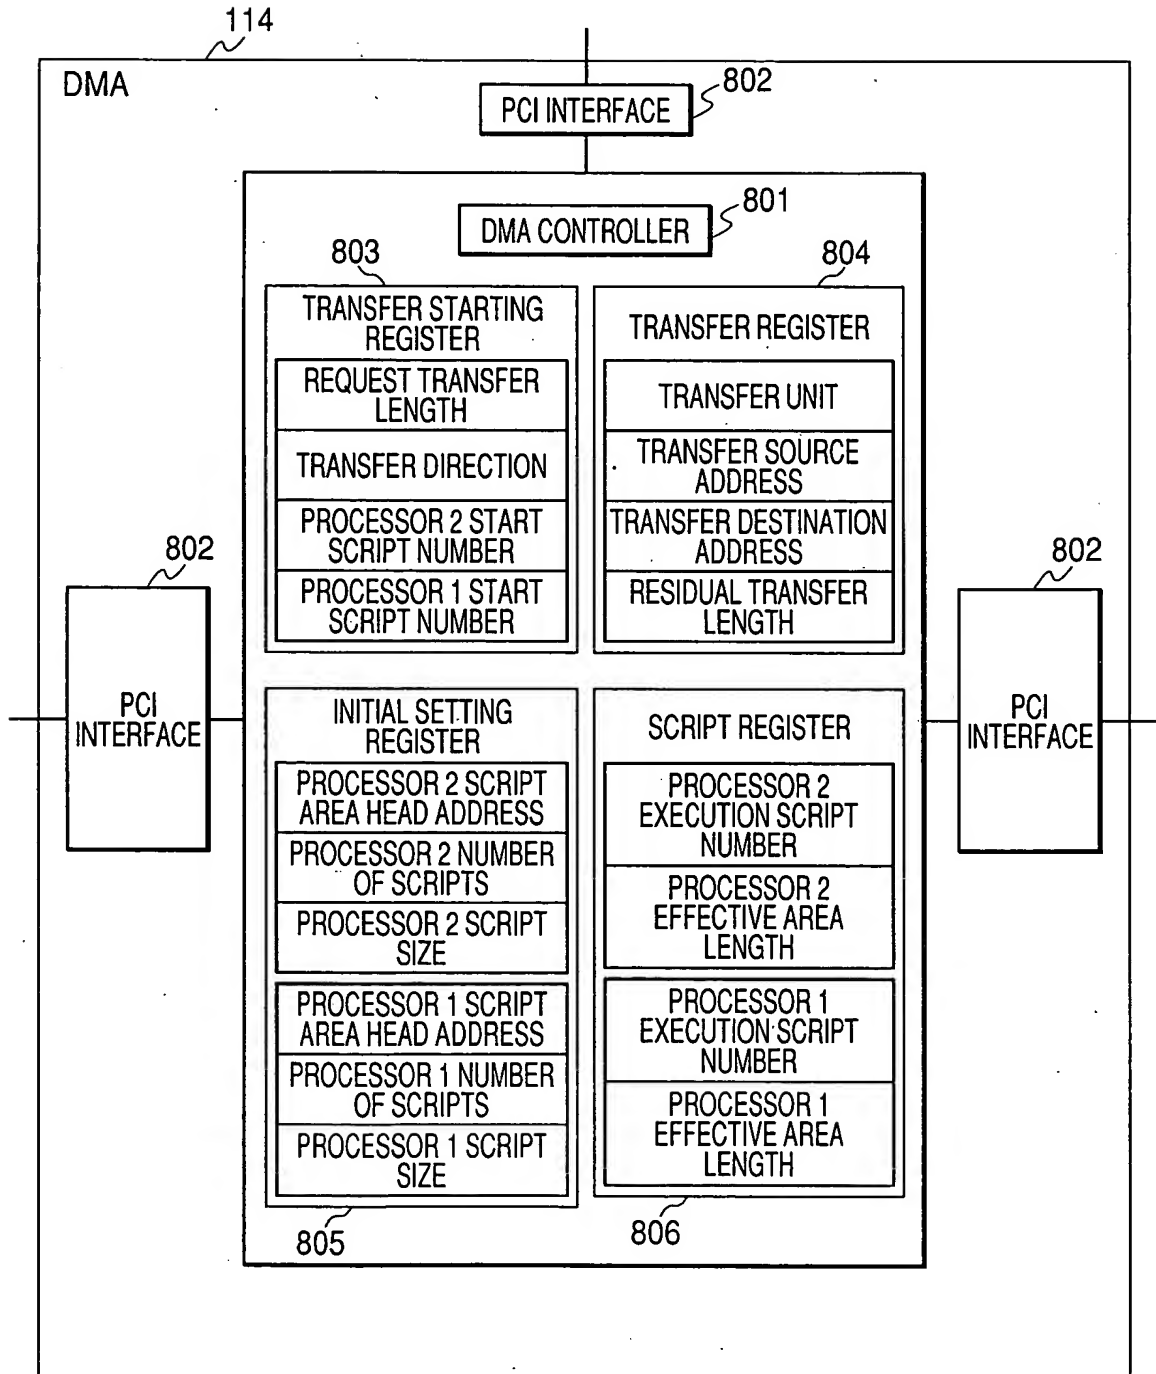 114
DMA
PCI INTERFACE
802
DMA CONTROLLER
801
803
TRANSFER STARTING
REGISTER
REQUEST TRANSFER
LENGTH
TRANSFER DIRECTION
PROCESSOR 2 START
SCRIPT NUMBER
PROCESSOR 1 START
SCRIPT NUMBER
804
TRANSFER REGISTER
TRANSFER UNIT
TRANSFER SOURCE
ADDRESS
TRANSFER DESTINATION
ADDRESS
RESIDUAL TRANSFER
LENGTH
802
PCI
INTERFACE
802
PCI
INTERFACE
INITIAL SETTING
REGISTER
PROCESSOR 2 SCRIPT
AREA HEAD ADDRESS
PROCESSOR 2 NUMBER
OF SCRIPTS
PROCESSOR 2 SCRIPT
SIZE
PROCESSOR 1 SCRIPT
AREA HEAD ADDRESS
PROCESSOR 1 NUMBER
OF SCRIPTS
PROCESSOR 1 SCRIPT
SIZE
805
SCRIPT REGISTER
PROCESSOR 2
EXECUTION SCRIPT
NUMBER
PROCESSOR 2
EFFECTIVE AREA
LENGTH
PROCESSOR 1
EXECUTION SCRIPT
NUMBER
PROCESSOR 1
EFFECTIVE AREA
LENGTH
806